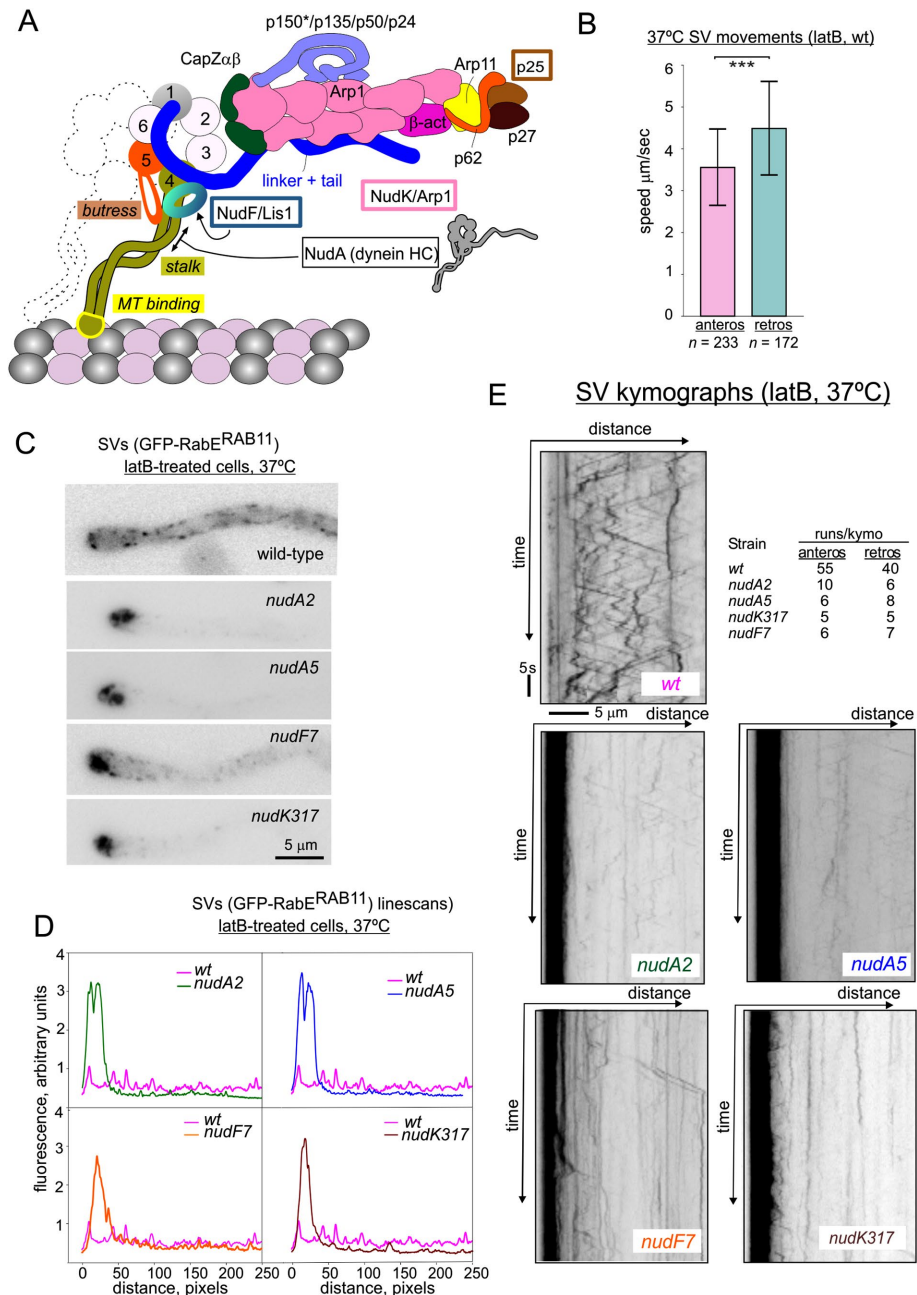 A
p150*/p135/p50/p24
CapZαβ
Arp11
p25
Arp1
1
2
6
3
5
4
β-act
p27
p62
linker + tail
butress
NudF/Lis1
NudK/Arp1
NudA (dynein HC)
stalk
MT binding
B
37ºC SV movements (latB, wt)
***
speed μm/sec
6
5
4
3
2
1
0
anteros retros
n = 233 n = 172
C
SVs (GFP-RabERAB11)
latB-treated cells, 37ºC
wild-type
nudA2
nudA5
nudF7
nudK317
5 μm
D
SVs (GFP-RabERAB11) linescans)
latB-treated cells, 37ºC
fluorescence, arbitrary units
4
3
2
1
wt
nudA2
wt
nudA5
4
3
2
1
wt
nudF7
wt
nudK317
0 50 100 150 200 250
0 50 100 150 200 250
distance, pixels
distance, pixels
E
SV kymographs (latB, 37ºC)
distance
time
5s
wt
5 μm
Strain runs/kymo
anteros retros
wt 55 40
nudA2 10 6
nudA5 6 8
nudK317 5 5
nudF7 6 7
distance
time
nudA2
distance
time
nudA5
distance
time
nudF7
distance
time
nudK317